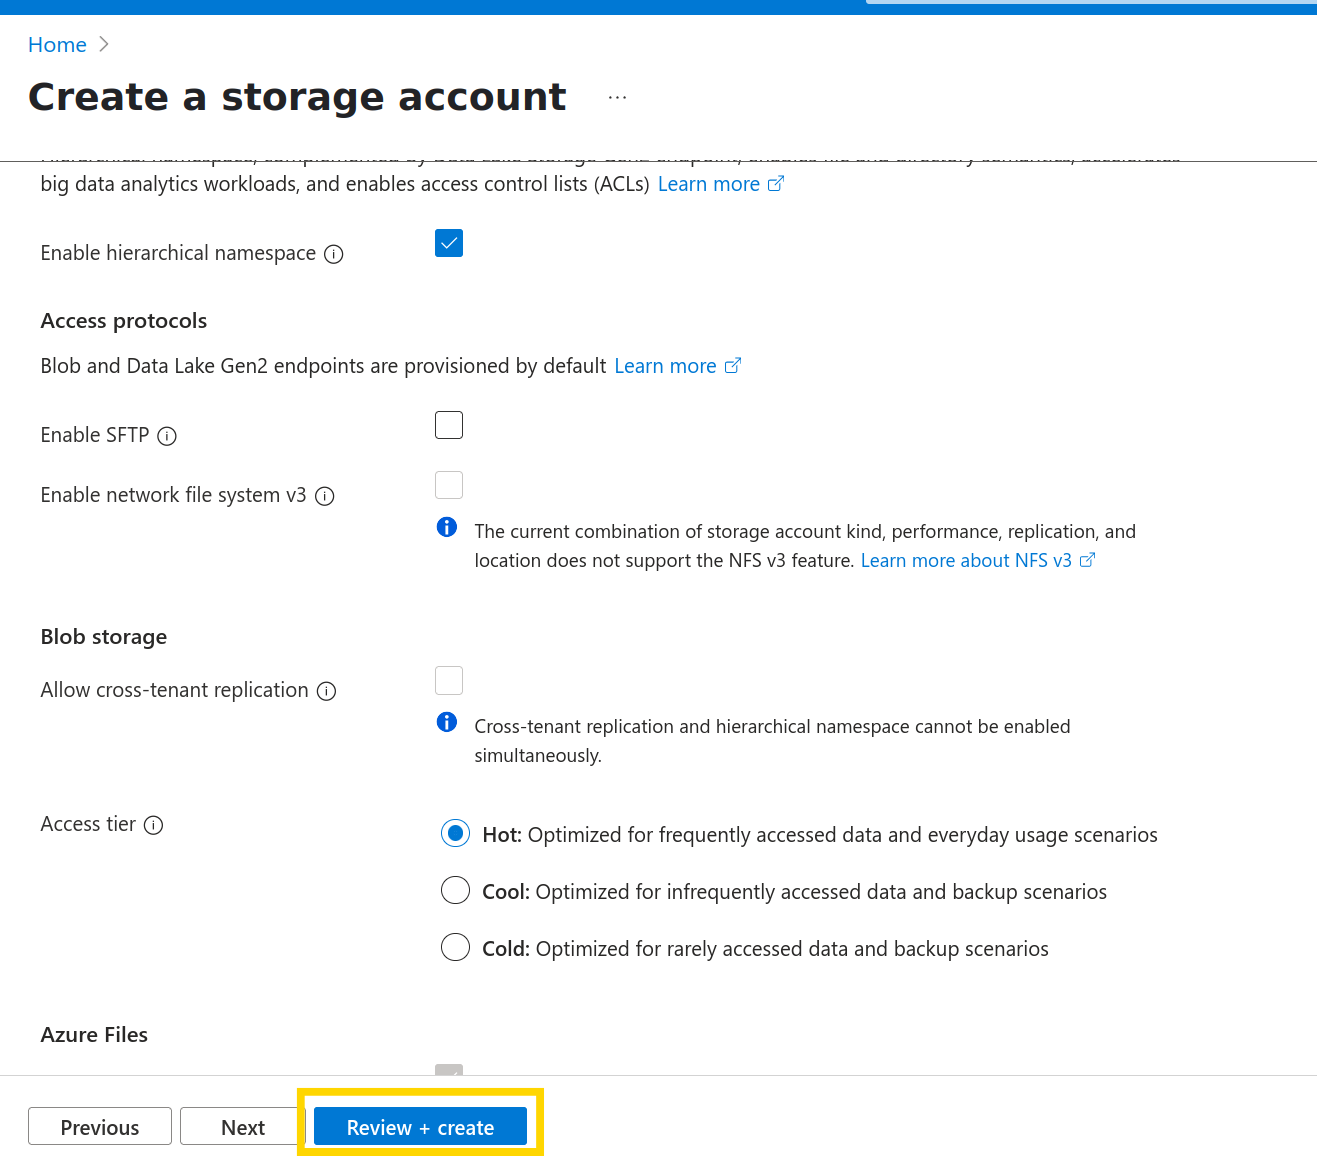 Home
Create a storage account ...
big data analytics workloads, and enables access control lists (ACLs) Learn more
Enable hierarchical namespace
Access protocols
Blob and Data Lake Gen2 endpoints are provisioned by default Learn more
Enable SFTP
Enable network file system v3
The current combination of storage account kind, performance, replication, and
location does not support the NFS v3 feature. Learn more about NFS v3
Blob storage
Allow cross-tenant replication
Cross-tenant replication and hierarchical namespace cannot be enabled
simultaneously.
Access tier
Hot: Optimized for frequently accessed data and everyday usage scenarios
Cool: Optimized for infrequently accessed data and backup scenarios
Cold: Optimized for rarely accessed data and backup scenarios
Azure Files
Previous
Next
Review + create